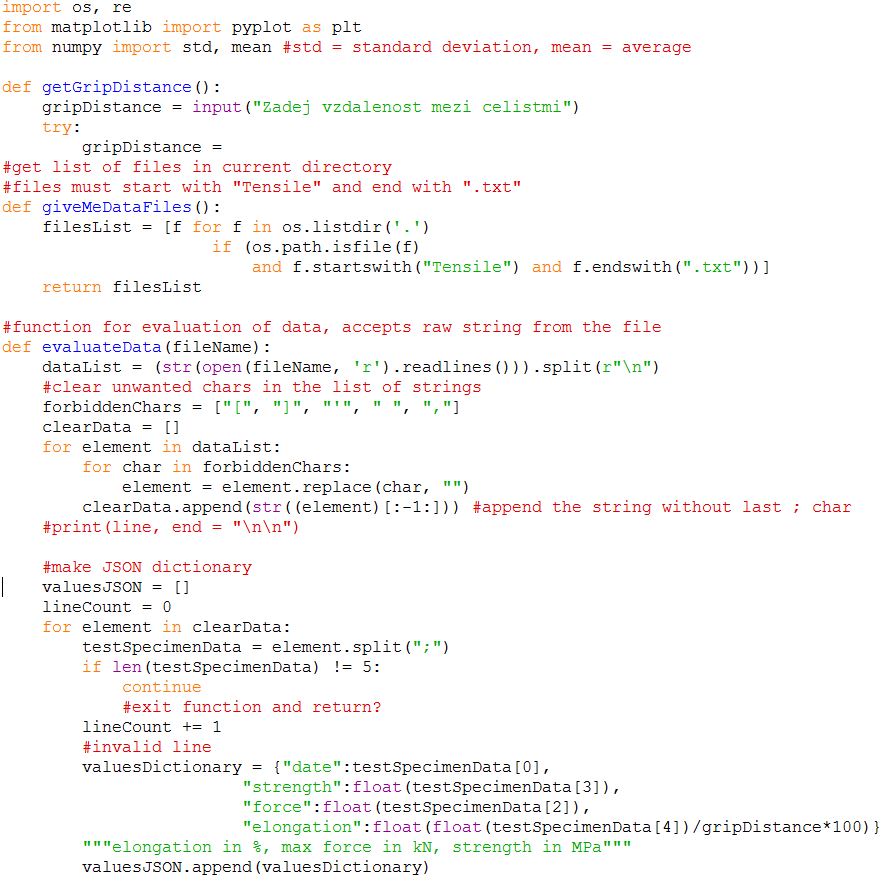 import os, re
from matplotlib import pyplot as plt
from numpy import std, mean #std = standard deviation, mean = average

def getGripDistance():
    gripDistance = input("Zadej vzdalenost mezi celistmi")
    try:
        gripDistance =
#get list of files in current directory
#files must start with "Tensile" and end with ".txt"
def giveMeDataFiles():
    filesList = [f for f in os.listdir('.')
                     if (os.path.isfile(f)
                         and f.startswith("Tensile") and f.endswith(".txt"))]
    return filesList

#function for evaluation of data, accepts raw string from the file
def evaluateData(fileName):
    dataList = (str(open(fileName, 'r').readlines())).split(r"\n")
    #clear unwanted chars in the list of strings
    forbiddenChars = ["[", "]", "'", " ", ","]
    clearData = []
    for element in dataList:
        for char in forbiddenChars:
            element = element.replace(char, "")
        clearData.append(str((element)[:-1:])) #append the string without last ; char
    #print(line, end = "\n\n")

    #make JSON dictionary
    valuesJSON = []
    lineCount = 0
    for element in clearData:
        testSpecimenData = element.split(";")
        if len(testSpecimenData) != 5:
            continue
            #exit function and return?
        lineCount += 1
        #invalid line
        valuesDictionary = {"date":testSpecimenData[0],
                        "strength":float(testSpecimenData[3]),
                        "force":float(testSpecimenData[2]),
                        "elongation":float(float(testSpecimenData[4])/gripDistance*100)}
        """elongation in %, max force in kN, strength in MPa"""
        valuesJSON.append(valuesDictionary)